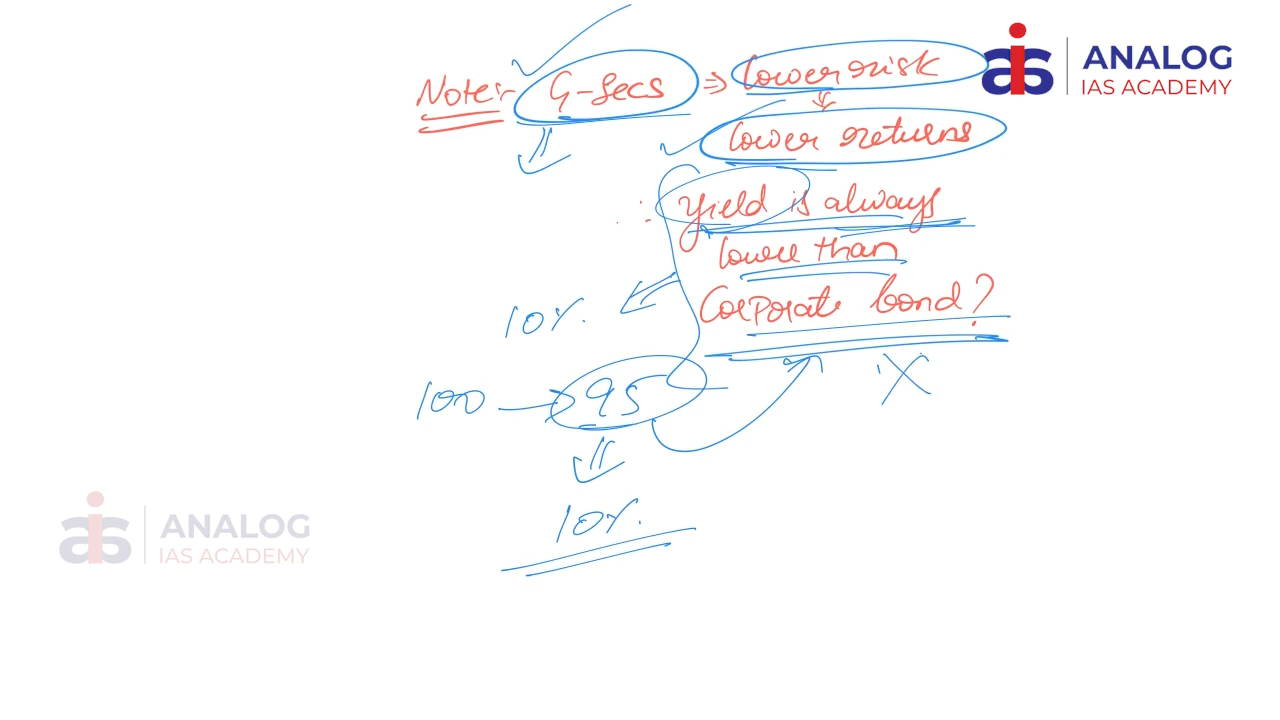 ANALOG
IAS ACADEMY
Note:- G-Secs ⇒ lower risk
⇓
lower returns
∴ Yield is always
lower than
Corporate bond?
10%.
X
100 → 95
10%.
ANALOG
IAS ACADEMY